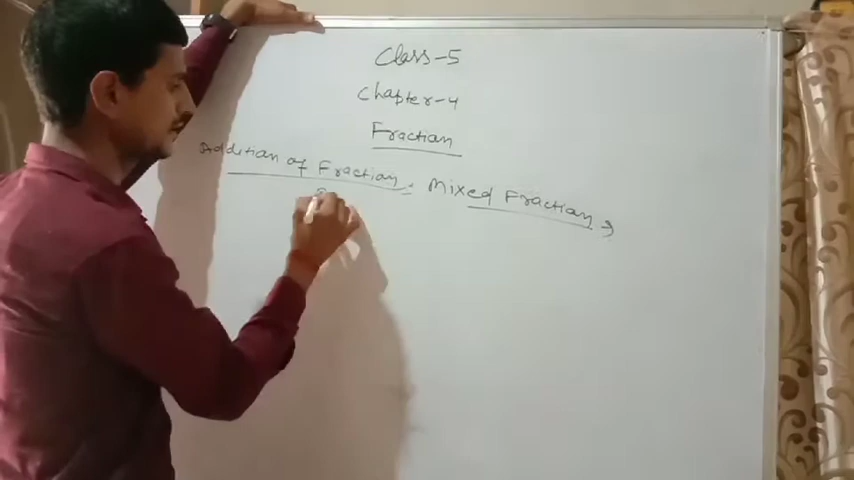 Class-5
Chapter-4
Fraction
Addition of Fraction, Mixed Fraction →